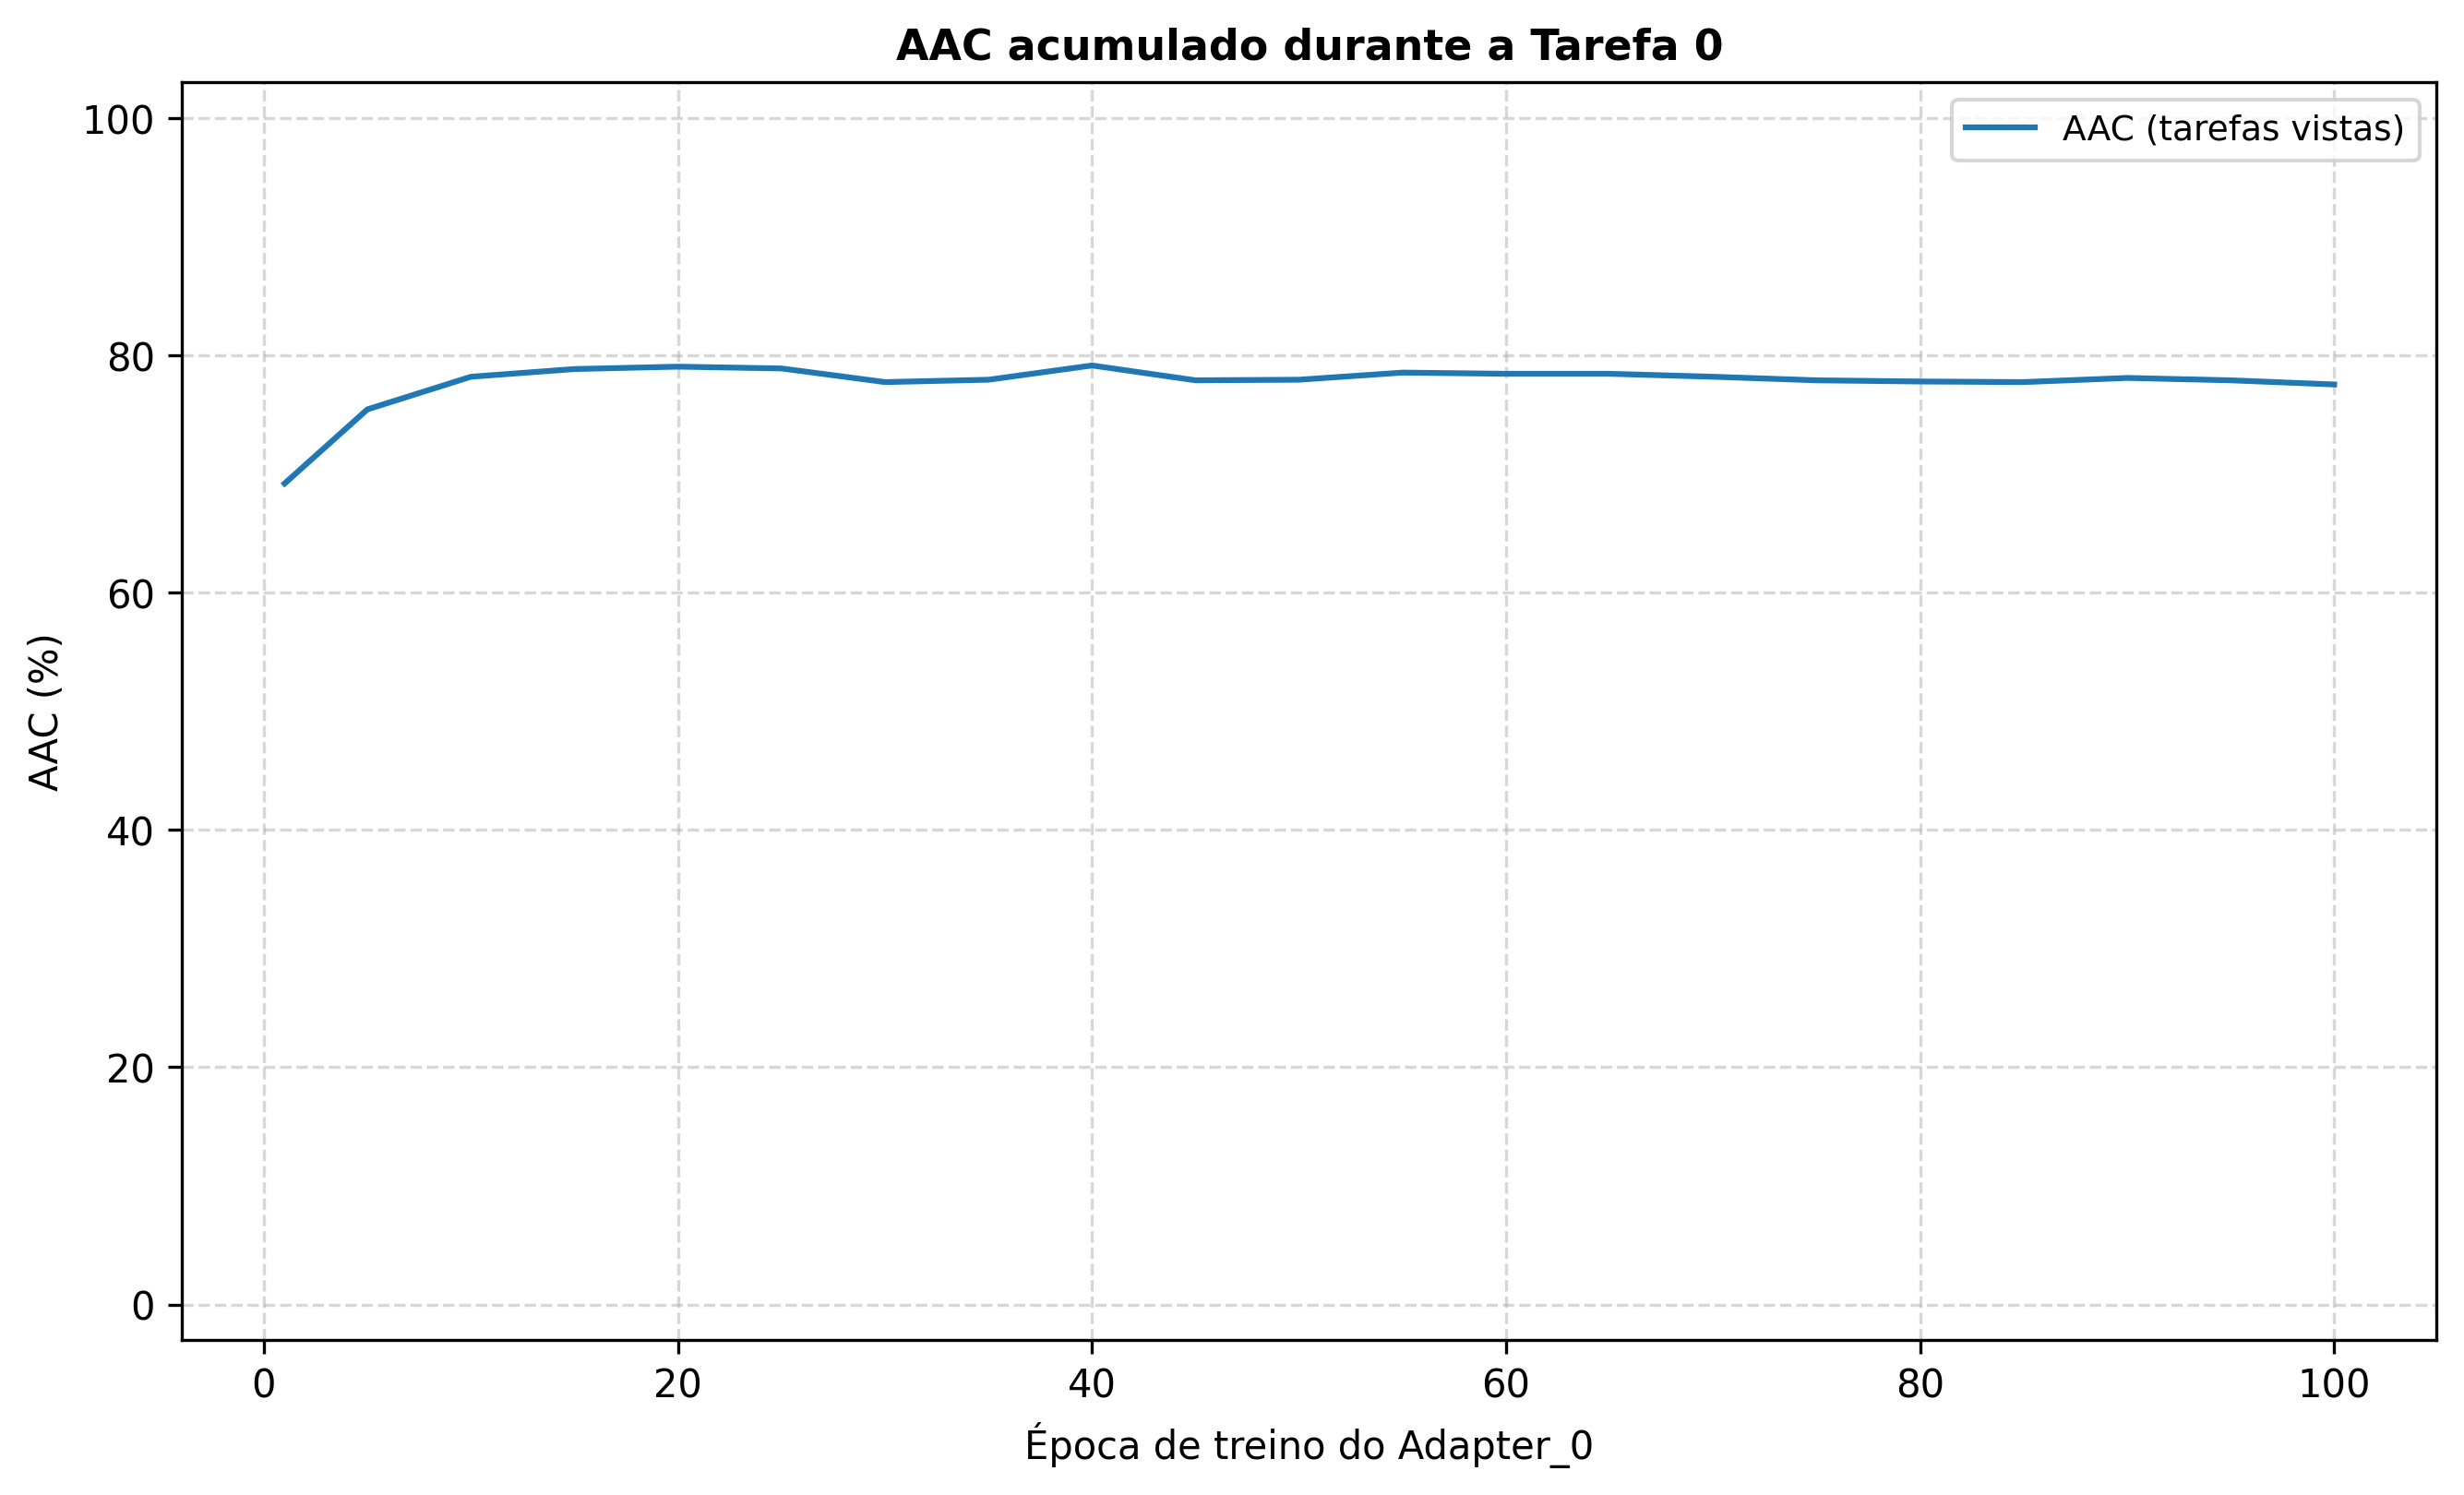 AAC acumulado durante a Tarefa 0
AAC (tarefas vistas)
100
80
60
40
20
0
AAC (%)
0 20 40 60 80 100
Época de treino do Adapter_0